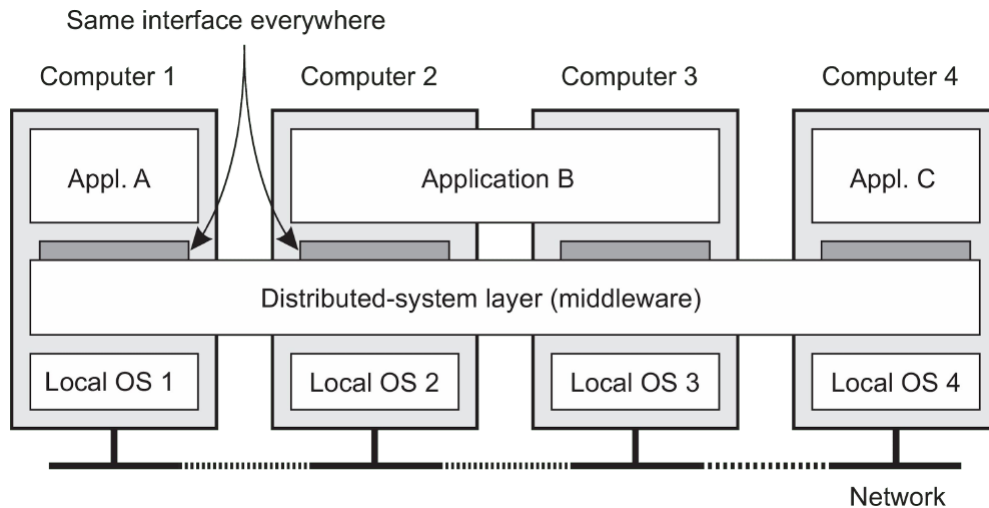 Same interface everywhere
Computer 1
Computer 2
Computer 3
Computer 4
Appl. A
Application B
Appl. C
Distributed-system layer (middleware)
Local OS 1
Local OS 2
Local OS 3
Local OS 4
Network